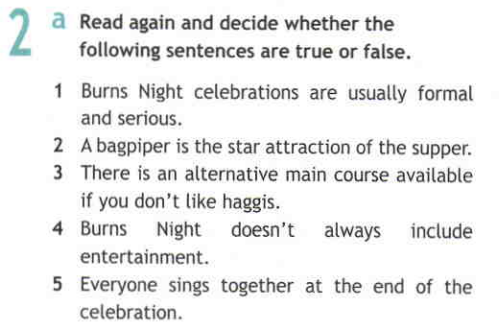 2 a Read again and decide whether the
following sentences are true or false.
1 Burns Night celebrations are usually formal
and serious.
2 A bagpiper is the star attraction of the supper.
3 There is an alternative main course available
if you don't like haggis.
4 Burns Night doesn't always include
entertainment.
5 Everyone sings together at the end of the
celebration.